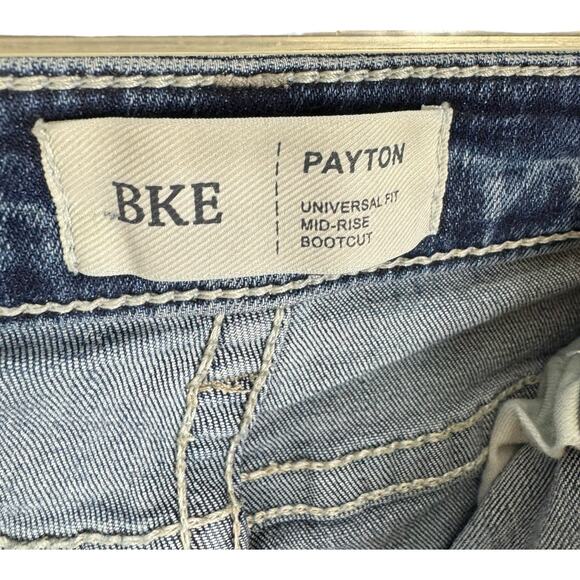 BKE
PAYTON
UNIVERSAL FIT
MID-RISE
BOOTCUT